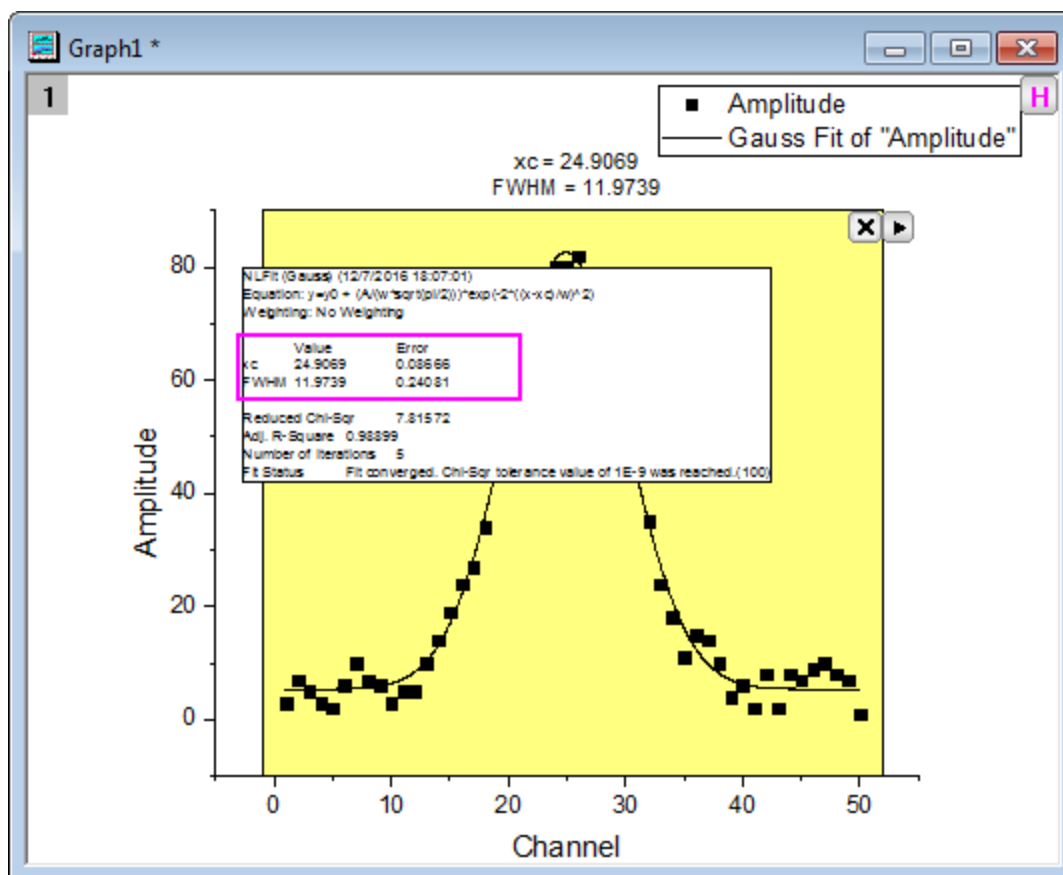 Graph1 *
1
H
Amplitude
Gauss Fit of "Amplitude"
xc = 24.9069
FWHM = 11.9739
NLFit (Gauss) (12/7/2016 18:07:01)
Equation: y=y0 + (A/(w*sqrt(pi/2)))*exp(-2*((x-xc)/w)^2)
Weighting: No Weighting
Value Error
xc 24.9069 0.08666
FWHM 11.9739 0.24081
Reduced Chi-Sqr 7.81572
Adj. R-Square 0.98899
Number of Iterations 5
Fit Status Fit converged. Chi-Sqr tolerance value of 1E-9 was reached.(100)
80
60
40
20
0
Amplitude
0 10 20 30 40 50
Channel